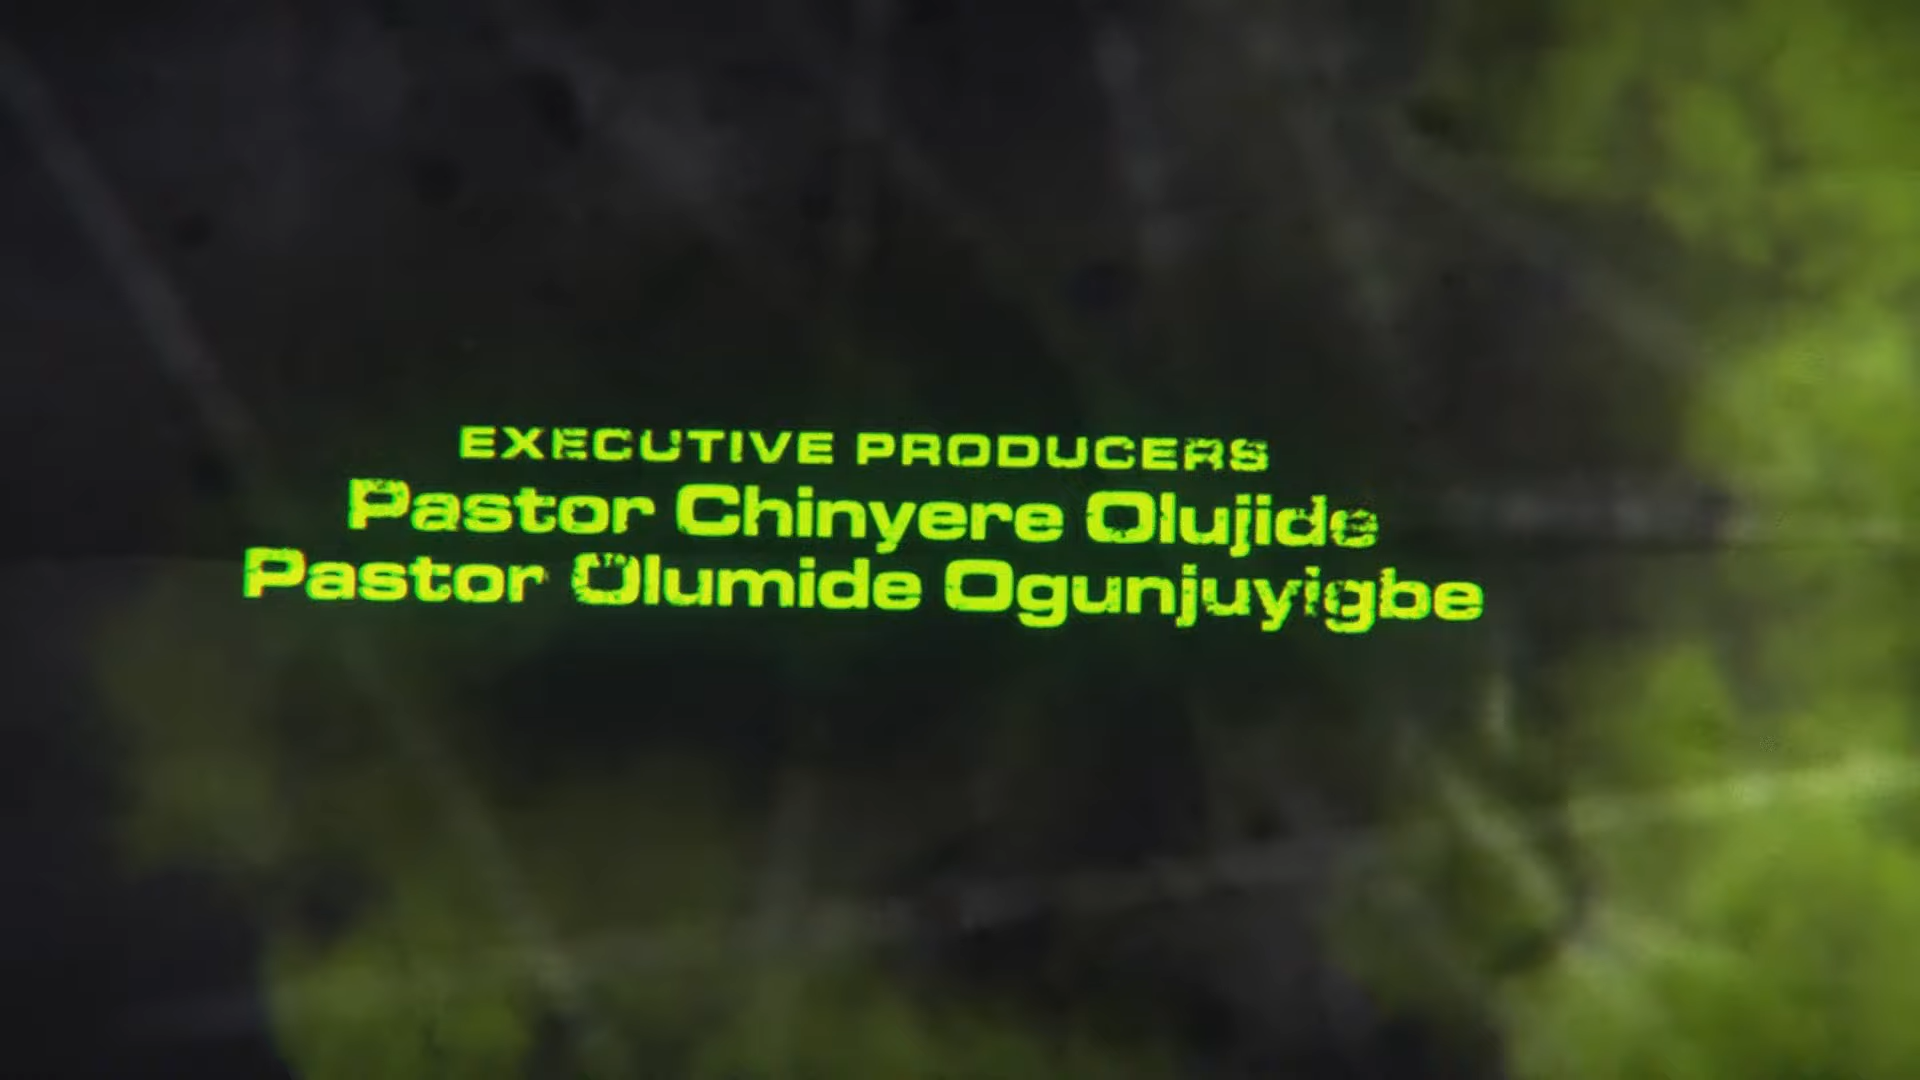 EXECUTIVE PRODUCERS
Pastor Chinyere Olujide
Pastor Olumide Ogunjuyigbe